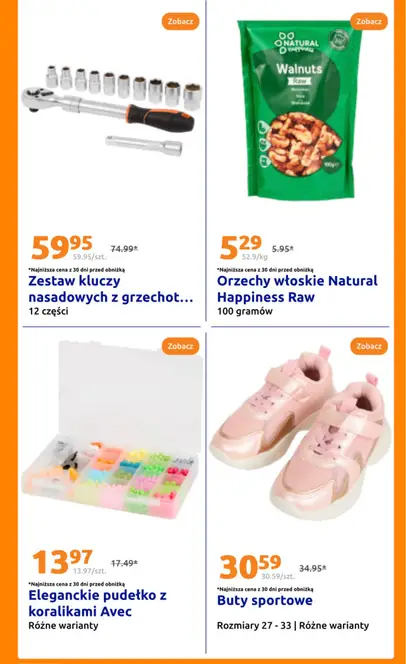 Zobacz
59 95
59.95/szt.
74.99*
*Najniższa cena z 30 dni przed obniżką
Zestaw kluczy
nasadowych z grzechot...
12 części
Zobacz
NATURAL
HAPPINESS
Walnuts
Raw
100g
5 29
52.9/kg
5.95*
*Najniższa cena z 30 dni przed obniżką
Orzechy włoskie Natural
Happiness Raw
100 gramów
Zobacz
13 97
13.97/szt.
17.49*
*Najniższa cena z 30 dni przed obniżką
Eleganckie pudełko z
koralikami Avec
Różne warianty
Zobacz
30 59
30.59/szt.
34.95*
*Najniższa cena z 30 dni przed obniżką
Buty sportowe
Rozmiary 27 - 33 | Różne warianty